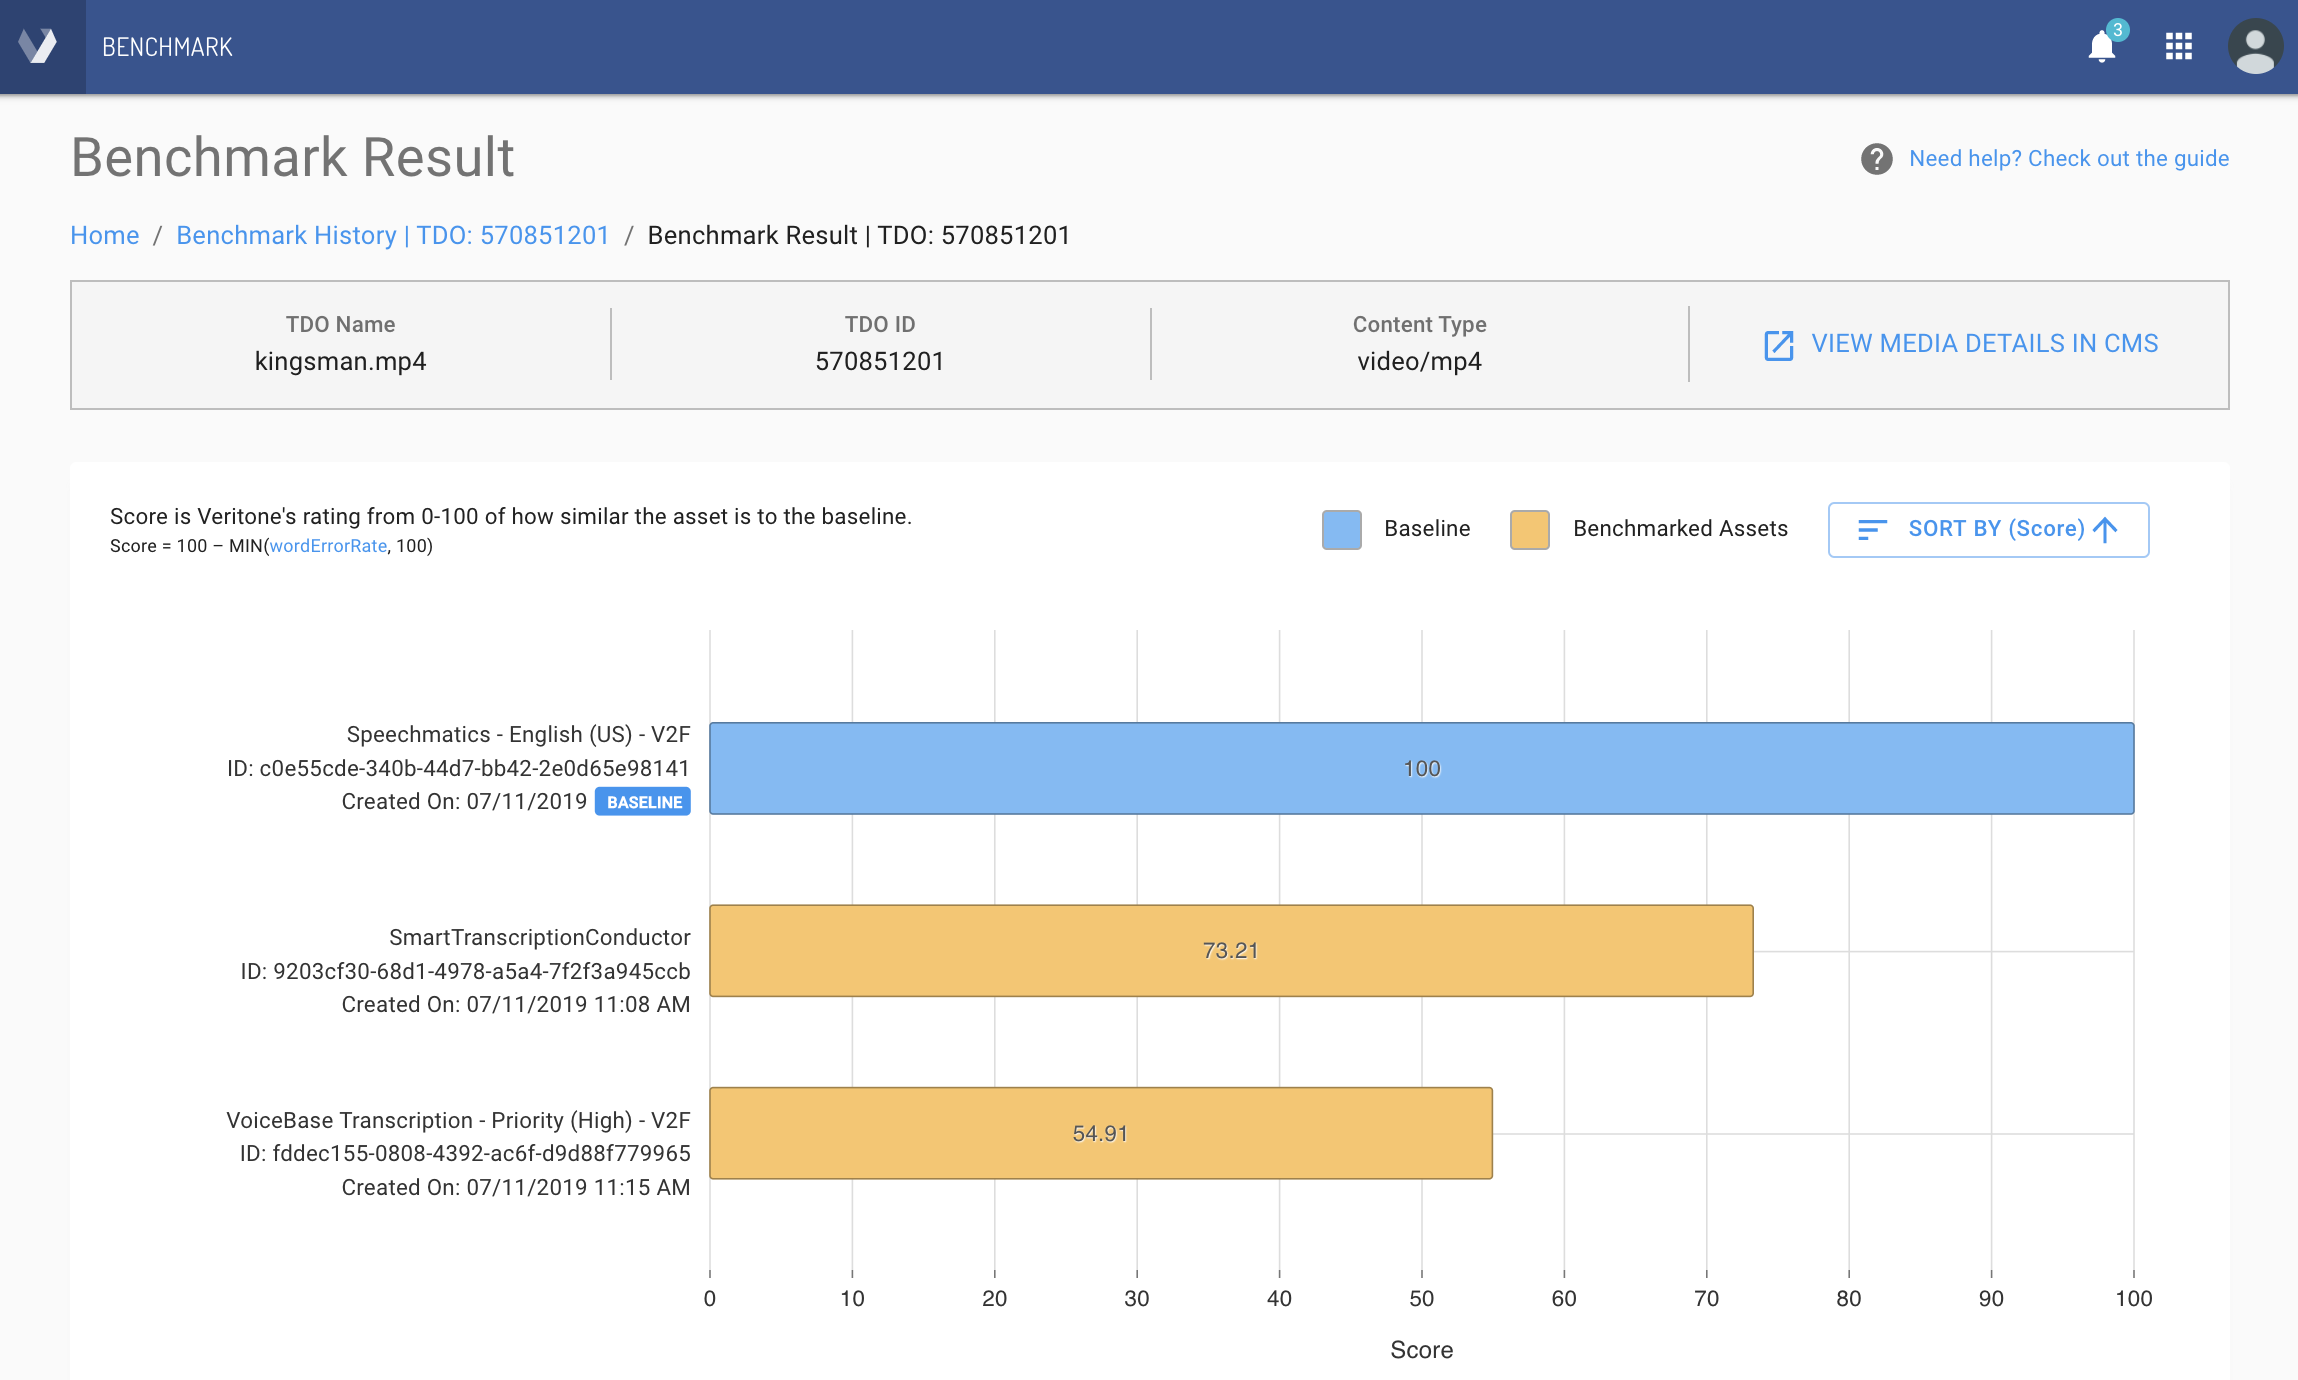 BENCHMARK
3
Benchmark Result
Need help? Check out the guide
Home / Benchmark History | TDO: 570851201 / Benchmark Result | TDO: 570851201
TDO Name
kingsman.mp4
TDO ID
570851201
Content Type
video/mp4
VIEW MEDIA DETAILS IN CMS
Score is Veritone's rating from 0-100 of how similar the asset is to the baseline.
Score = 100 – MIN(wordErrorRate, 100)
Baseline
Benchmarked Assets
SORT BY (Score)
Speechmatics - English (US) - V2F
ID: c0e55cde-340b-44d7-bb42-2e0d65e98141
Created On: 07/11/2019 BASELINE
100
SmartTranscriptionConductor
ID: 9203cf30-68d1-4978-a5a4-7f2f3a945ccb
Created On: 07/11/2019 11:08 AM
73.21
VoiceBase Transcription - Priority (High) - V2F
ID: fddec155-0808-4392-ac6f-d9d88f779965
Created On: 07/11/2019 11:15 AM
54.91
0 10 20 30 40 50 60 70 80 90 100
Score